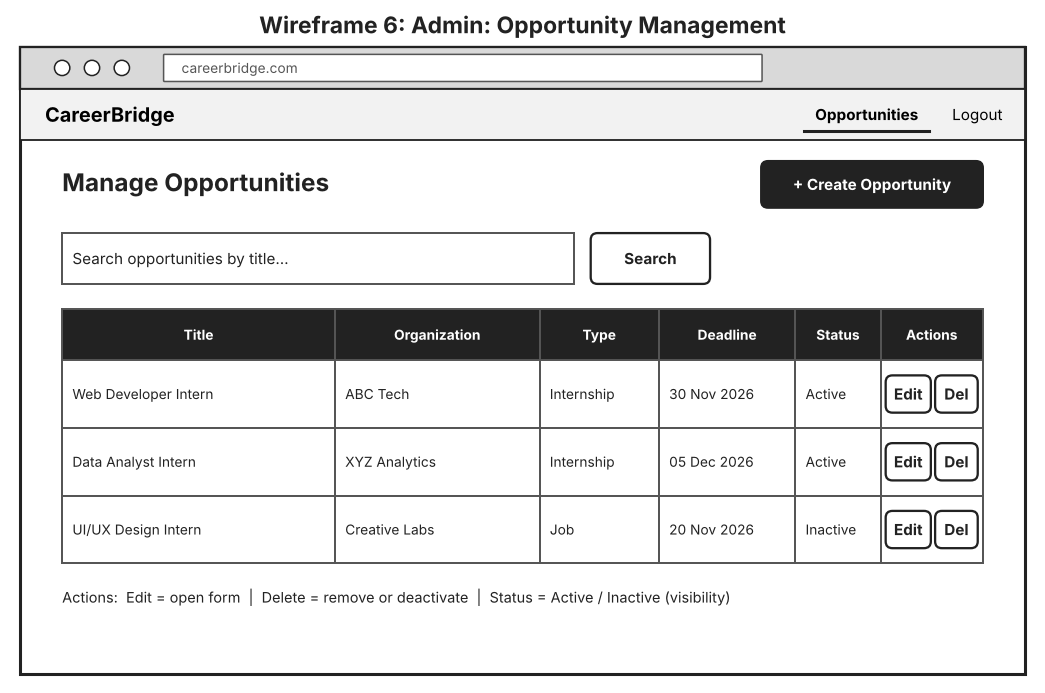 Wireframe 6: Admin: Opportunity Management
careerbridge.com
CareerBridge Opportunities Logout
Manage Opportunities + Create Opportunity
Search opportunities by title... Search
Title Organization Type Deadline Status Actions
Web Developer Intern ABC Tech Internship 30 Nov 2026 Active Edit Del
Data Analyst Intern XYZ Analytics Internship 05 Dec 2026 Active Edit Del
UI/UX Design Intern Creative Labs Job 20 Nov 2026 Inactive Edit Del
Actions: Edit = open form | Delete = remove or deactivate | Status = Active / Inactive (visibility)